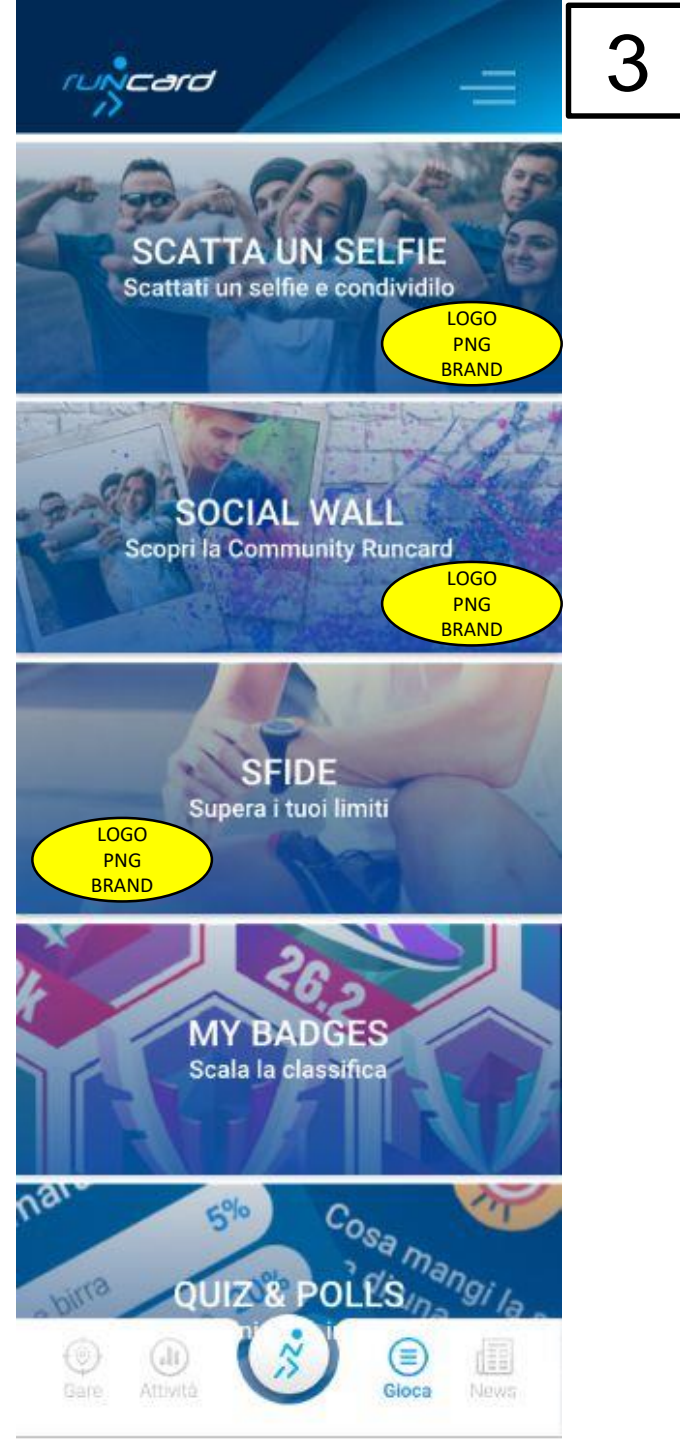 3
runcard
SCATTA UN SELFIE
Scattati un selfie e condividilo
LOGO
PNG
BRAND
SOCIAL WALL
Scopri la Community Runcard
LOGO
PNG
BRAND
SFIDE
Supera i tuoi limiti
LOGO
PNG
BRAND
26.2
MY BADGES
Scala la classifica
5%
Cosa mangi la
birra
20%
QUIZ & POLLS
Gare
Attività
Gioca
News